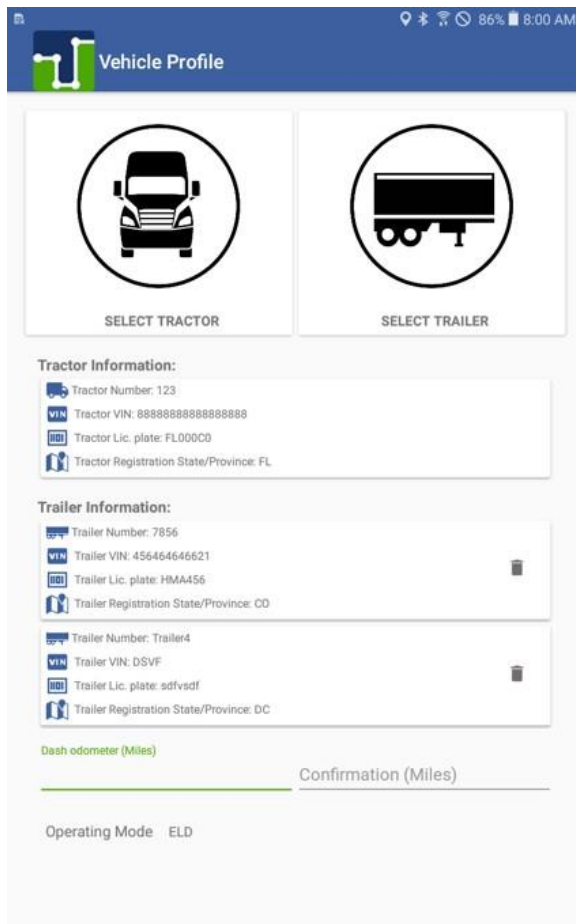 86% 8:00 AM
Vehicle Profile
SELECT TRACTOR
SELECT TRAILER
Tractor Information:
Tractor Number: 123
VIN Tractor VIN: 88888888888888888
Tractor Lic. plate: FL000C0
Tractor Registration State/Province: FL
Trailer Information:
Trailer Number: 7856
VIN Trailer VIN: 456464646621
Trailer Lic. plate: HMA456
Trailer Registration State/Province: CO
Trailer Number: Trailer4
VIN Trailer VIN: DSVF
Trailer Lic. plate: sdfvsdf
Trailer Registration State/Province: DC
Dash odometer (Miles)
Confirmation (Miles)
Operating Mode ELD